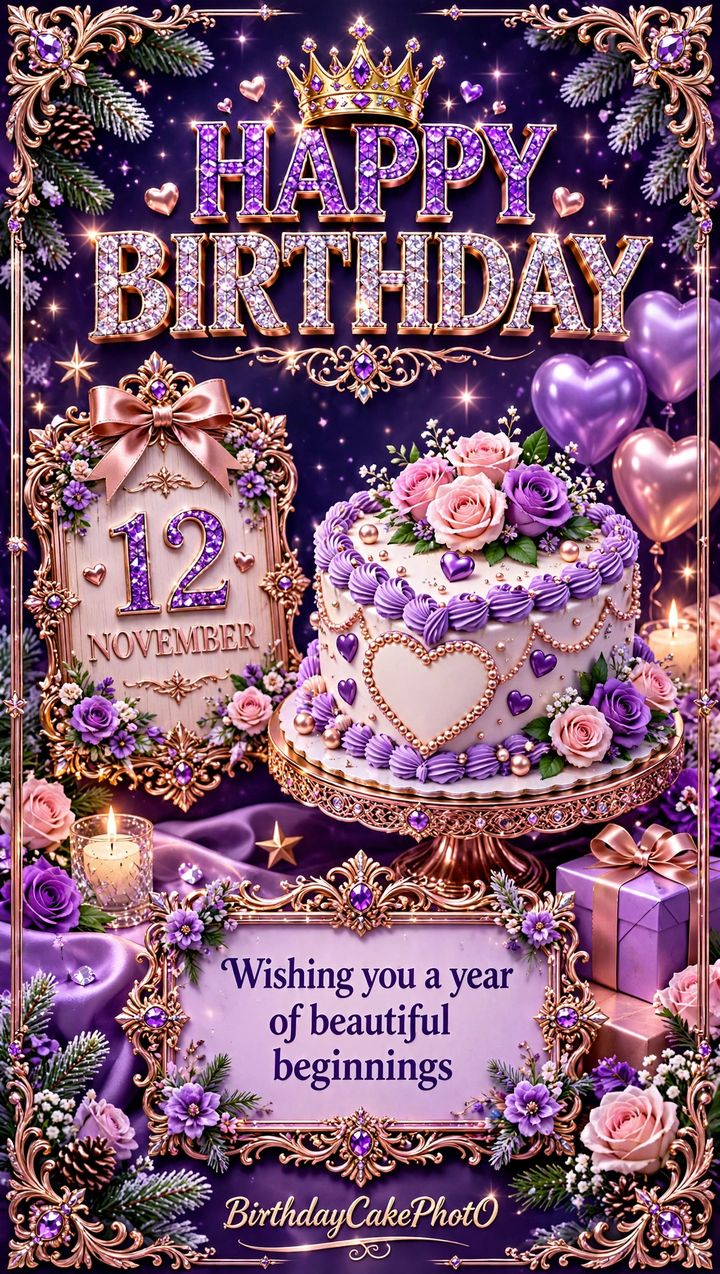 HAPPY
BIRTHDAY
12
NOVEMBER
Wishing you a year
of beautiful
beginnings
BirthdayCakePhotO